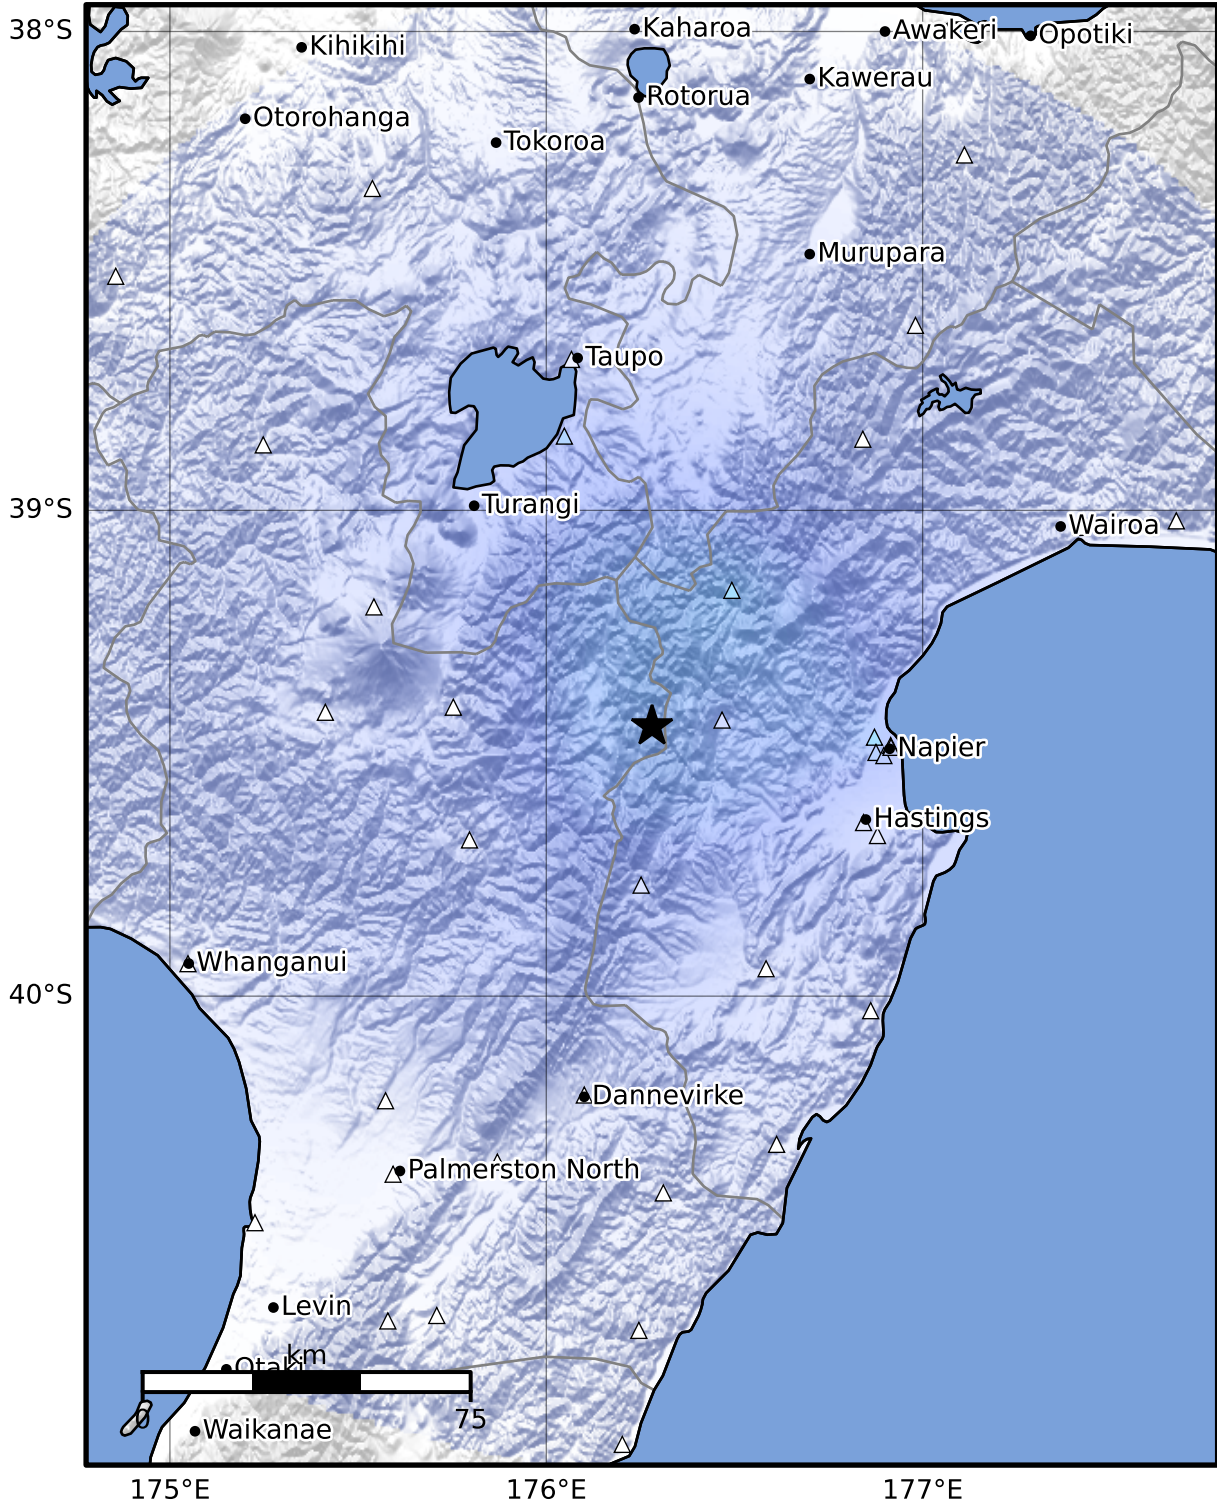 38°S
Kaharoa
Awakeri
Opotiki
Kihikihi
Kawerau
Rotorua
Otorohanga
Tokoroa
Murupara
Taupo
Turangi
39°S
Wairoa
Napier
Hastings
Whanganui
40°S
Dannevirke
Palmerston North
Levin
km
Otaki
0
75
Waikanae
175°E
176°E
177°E